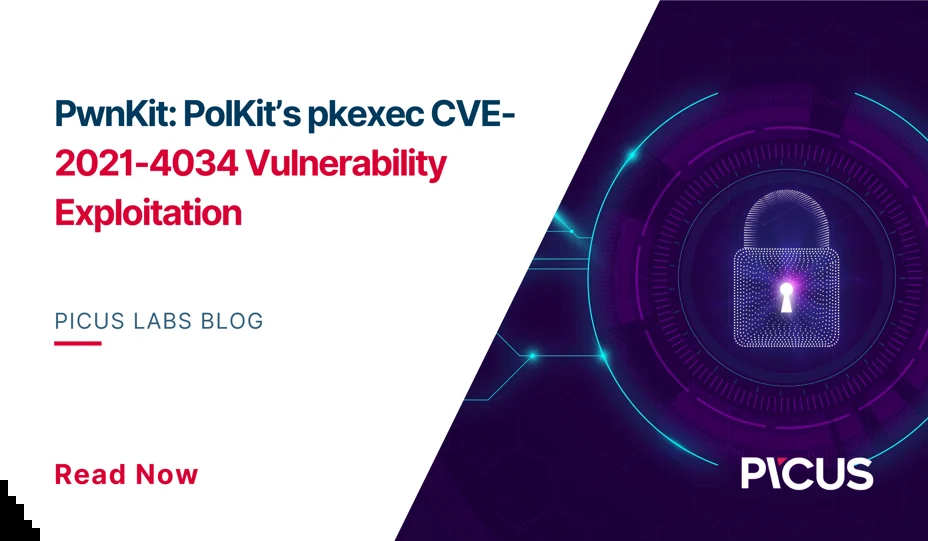 PwnKit: PolKit’s pkexec CVE-
2021-4034 Vulnerability
Exploitation
PICUS LABS BLOG
Read Now
PICUS